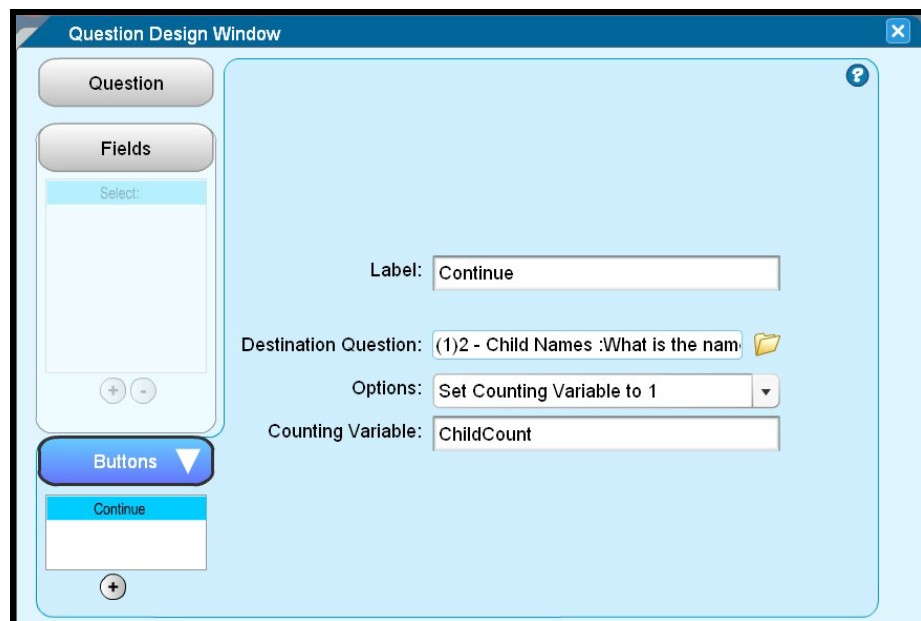 Question Design Window
Question
Fields
Select:
Label: Continue
Destination Question: (1)2 - Child Names :What is the nam
Options: Set Counting Variable to 1
Counting Variable: ChildCount
Buttons
Continue